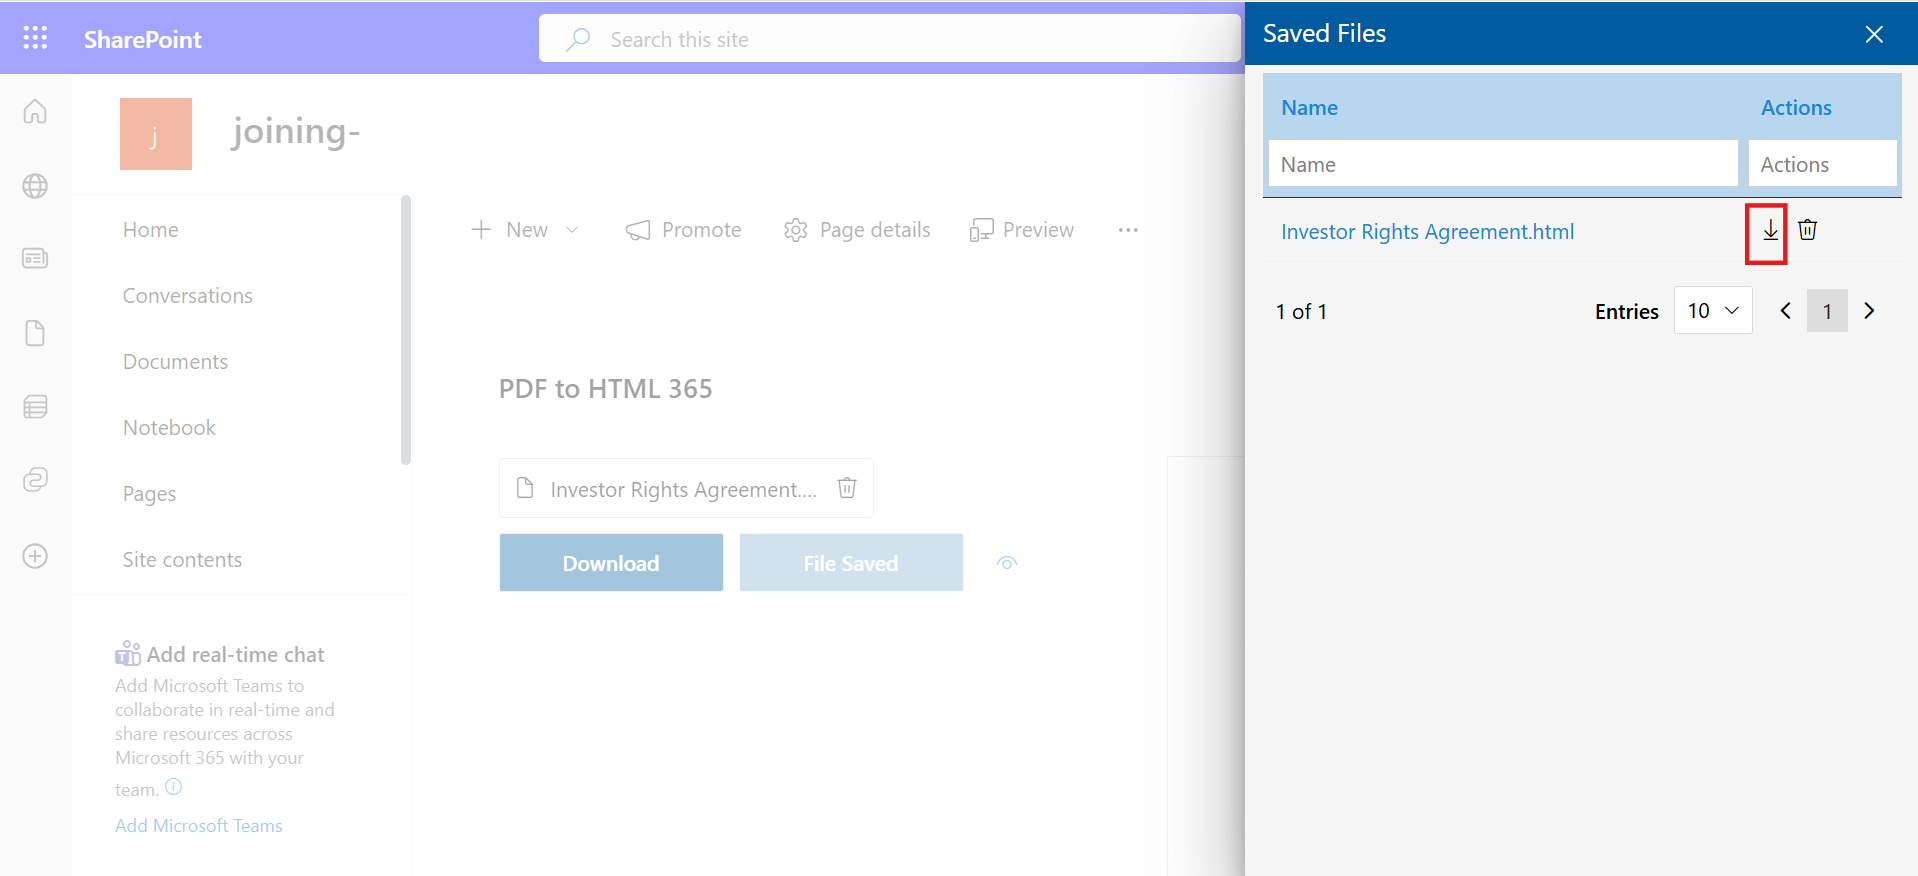 SharePoint
Search this site
j
joining-
Home
Conversations
Documents
Notebook
Pages
Site contents
Add real-time chat
Add Microsoft Teams to
collaborate in real-time and
share resources across
Microsoft 365 with your
team.
Add Microsoft Teams
New
Promote
Page details
Preview
PDF to HTML 365
Investor Rights Agreement....
Download
File Saved
Saved Files
Name Actions
Name Actions
Investor Rights Agreement.html
1 of 1 Entries 10 1